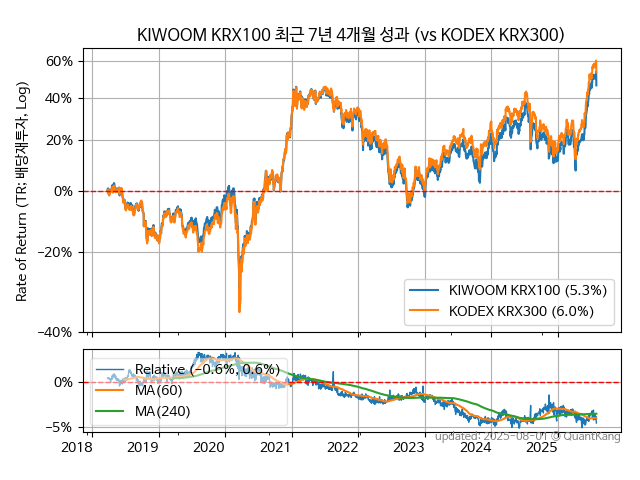 KIWOOM KRX100 최근 7년 4개월 성과 (vs KODEX KRX300)
Rate of Return (TR: 배당재투자, Log)
60%
40%
20%
0%
−20%
−40%
KIWOOM KRX100 (5.3%)
KODEX KRX300 (6.0%)
0%
−5%
Relative (−0.6%, 0.6%)
MA(60)
MA(240)
2018 2019 2020 2021 2022 2023 2024 2025
updated: 2025-08-01 © QuantKang